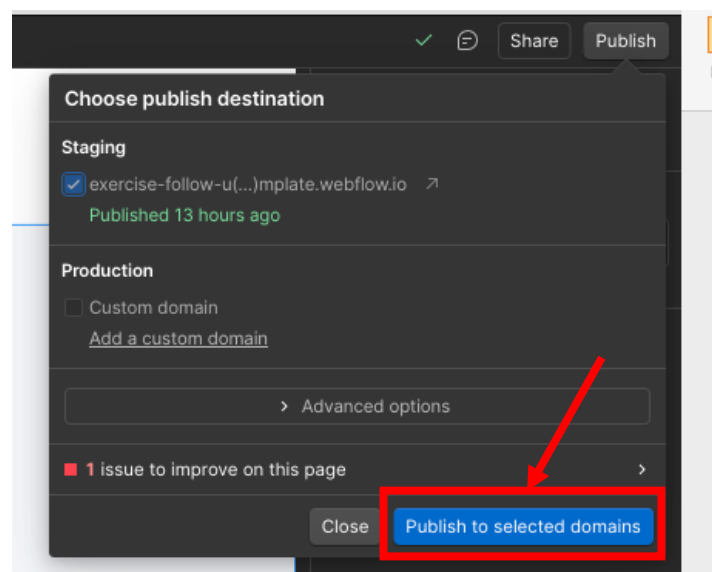 Share Publish
Choose publish destination
Staging
exercise-follow-u(...)mplate.webflow.io
Published 13 hours ago
Production
Custom domain
Add a custom domain
Advanced options
1 issue to improve on this page
Close Publish to selected domains